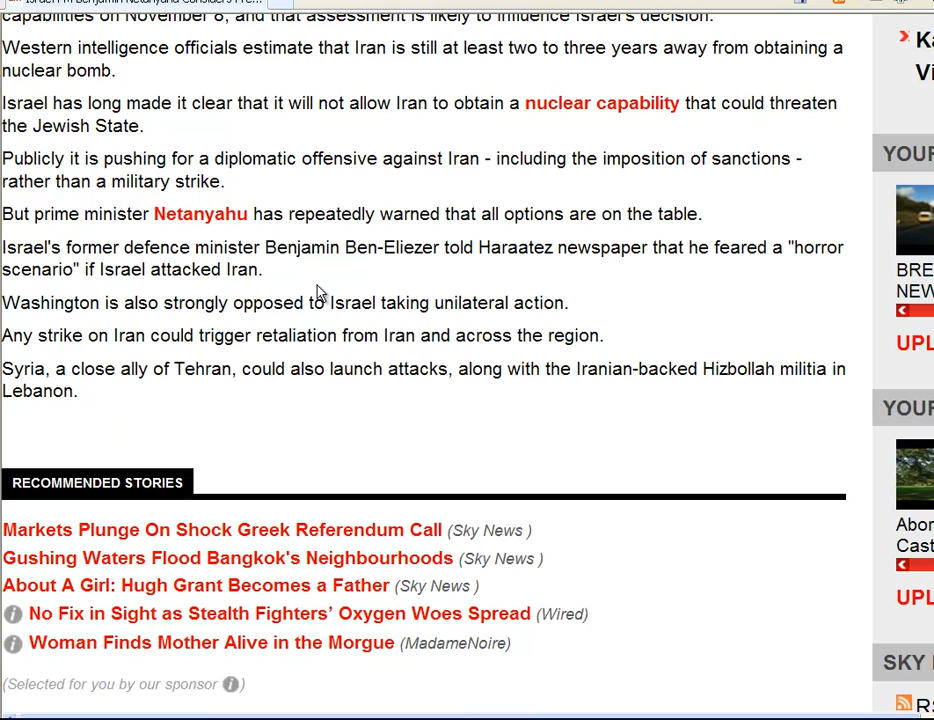 capabilities on November 8, and that assessment is likely to influence Israel's decision.
Western intelligence officials estimate that Iran is still at least two to three years away from obtaining a
nuclear bomb.
Israel has long made it clear that it will not allow Iran to obtain a nuclear capability that could threaten
the Jewish State.
Publicly it is pushing for a diplomatic offensive against Iran - including the imposition of sanctions -
rather than a military strike.
But prime minister Netanyahu has repeatedly warned that all options are on the table.
Israel's former defence minister Benjamin Ben-Eliezer told Haraatez newspaper that he feared a "horror
scenario" if Israel attacked Iran.
Washington is also strongly opposed to Israel taking unilateral action.
Any strike on Iran could trigger retaliation from Iran and across the region.
Syria, a close ally of Tehran, could also launch attacks, along with the Iranian-backed Hizbollah militia in
Lebanon.
RECOMMENDED STORIES
Markets Plunge On Shock Greek Referendum Call (Sky News )
Gushing Waters Flood Bangkok's Neighbourhoods (Sky News )
About A Girl: Hugh Grant Becomes a Father (Sky News )
No Fix in Sight as Stealth Fighters’ Oxygen Woes Spread (Wired)
Woman Finds Mother Alive in the Morgue (MadameNoire)
(Selected for you by our sponsor )
Ka
Vi
YOUR
BRE
NEW
UPL
YOUR
Abor
Cast
UPL
SKY
RS